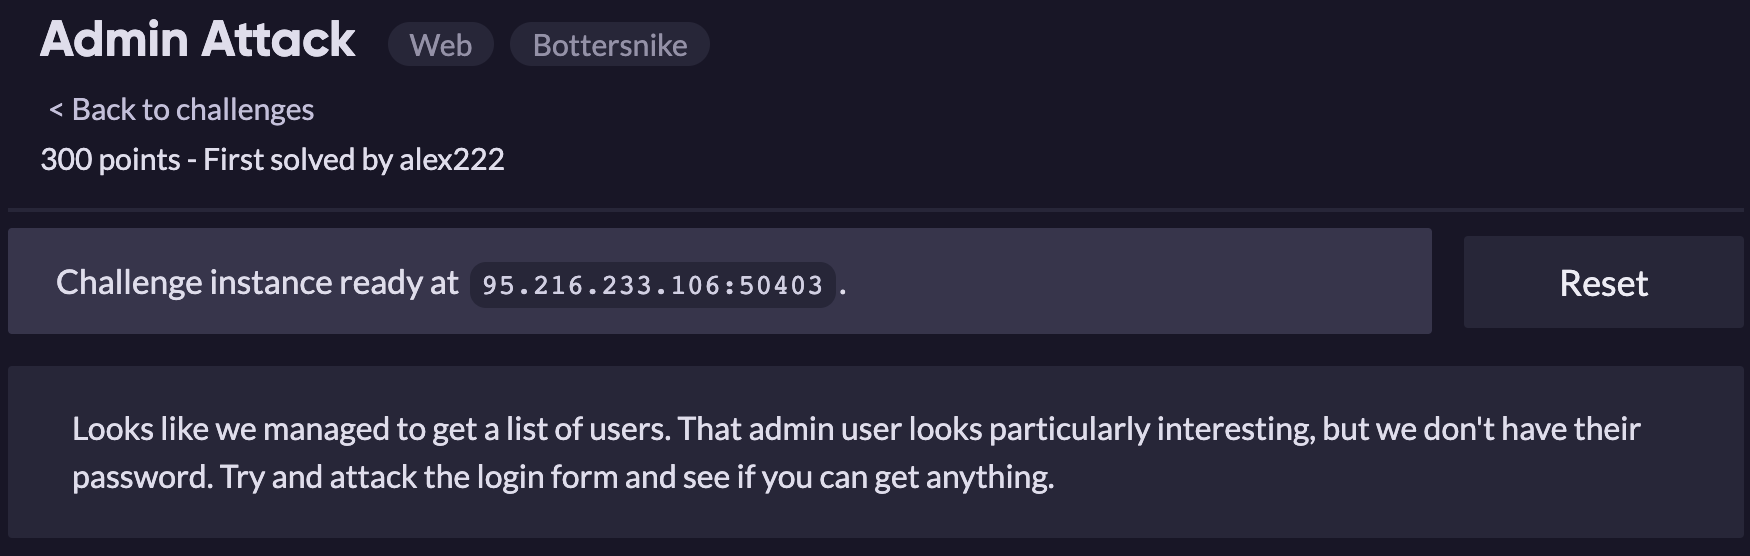 Admin Attack Web Bottersnike
< Back to challenges
300 points - First solved by alex222
Challenge instance ready at 95.216.233.106:50403 . Reset
Looks like we managed to get a list of users. That admin user looks particularly interesting, but we don't have their
password. Try and attack the login form and see if you can get anything.